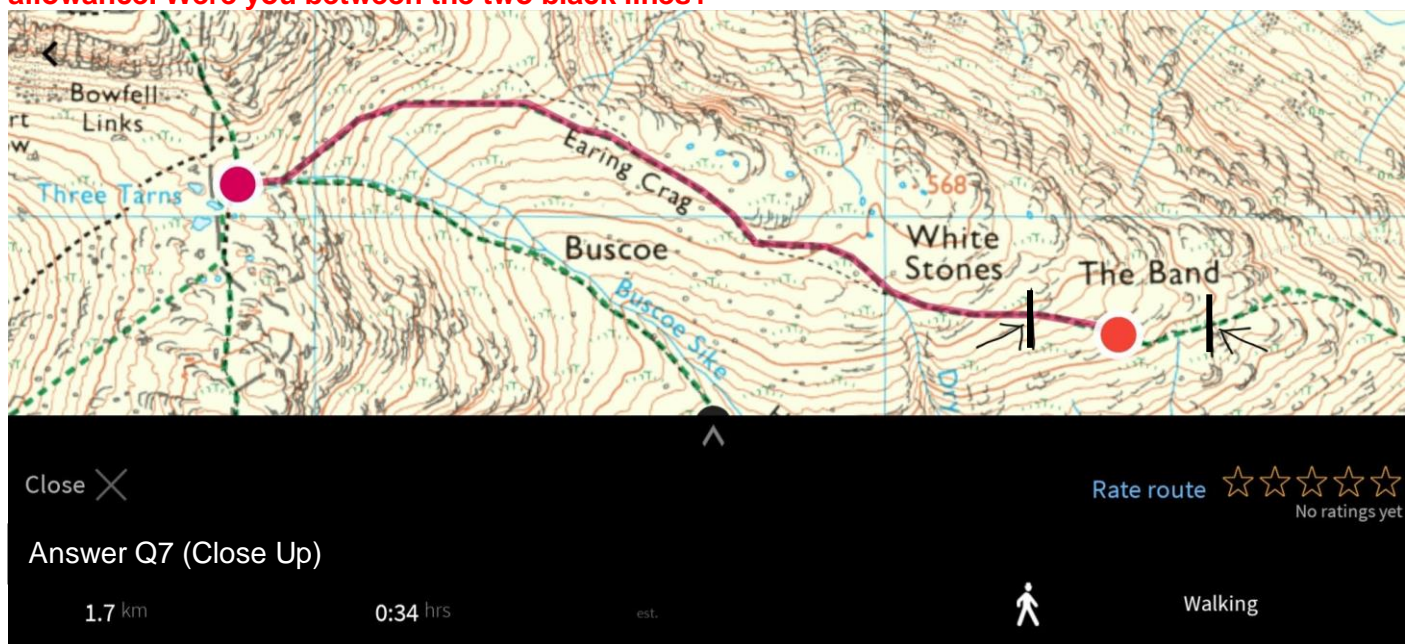 allowance. Were you between the two black lines?
Bowfell
Links
rt
w
Three Tarns
Earing Crag
568
White
Stones
Buscoe
The Band
Buscoe Sike
Dry
Close
Rate route
No ratings yet
Answer Q7 (Close Up)
1.7 km
0:34 hrs
est.
Walking